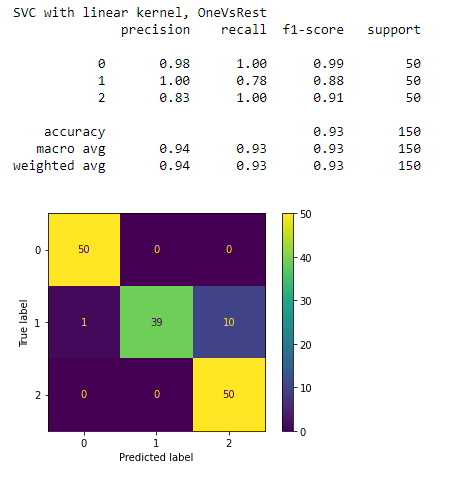 SVC with linear kernel, OneVsRest
precision recall f1-score support
0 0.98 1.00 0.99 50
1 1.00 0.78 0.88 50
2 0.83 1.00 0.91 50
accuracy 0.93 150
macro avg 0.94 0.93 0.93 150
weighted avg 0.94 0.93 0.93 150
50
0 50 0 0
40
30
True label
1 1 39 10
20
10
2 0 0 50
0
0 1 2
Predicted label